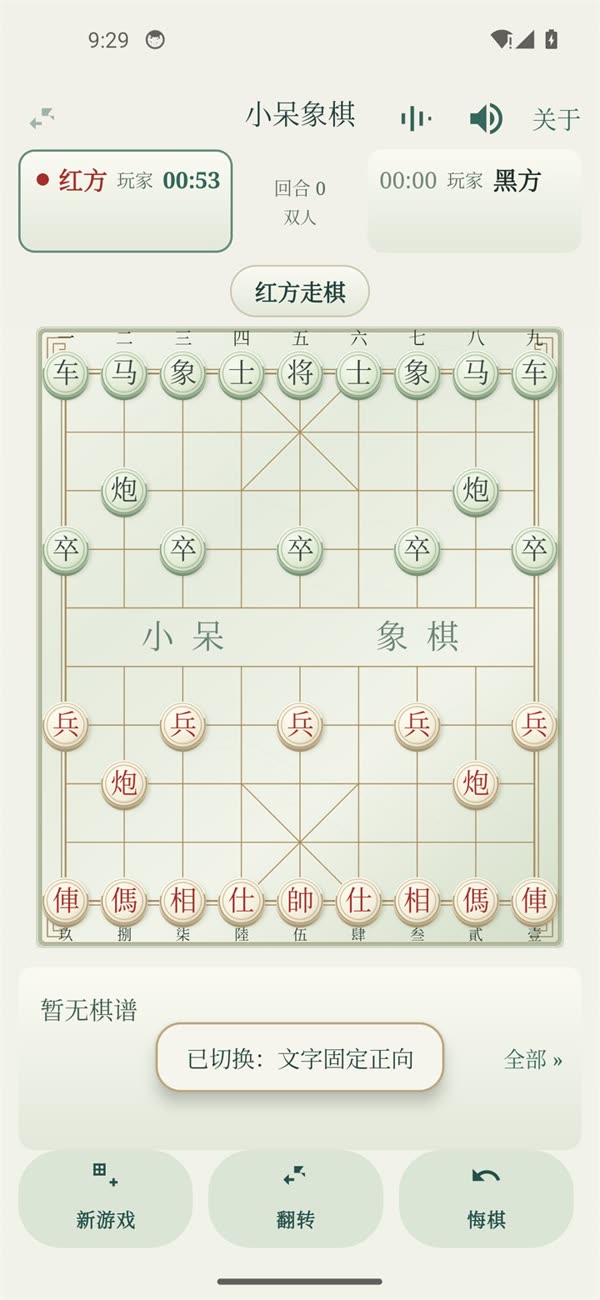 9:29
小呆象棋
关于
红方 玩家 00:53
回合 0
双人
00:00 玩家 黑方
红方走棋
一 二 三 四 五 六 七 八 九
车 马 象 士 将 士 象 马 车
炮 炮
卒 卒 卒 卒 卒
小呆 象棋
兵 兵 兵 兵 兵
炮 炮
俥 傌 相 仕 帥 仕 相 傌 俥
玖 捌 柒 陸 伍 肆 叁 貳 壹
暂无棋谱
已切换：文字固定正向
全部 »
新游戏 翻转 悔棋